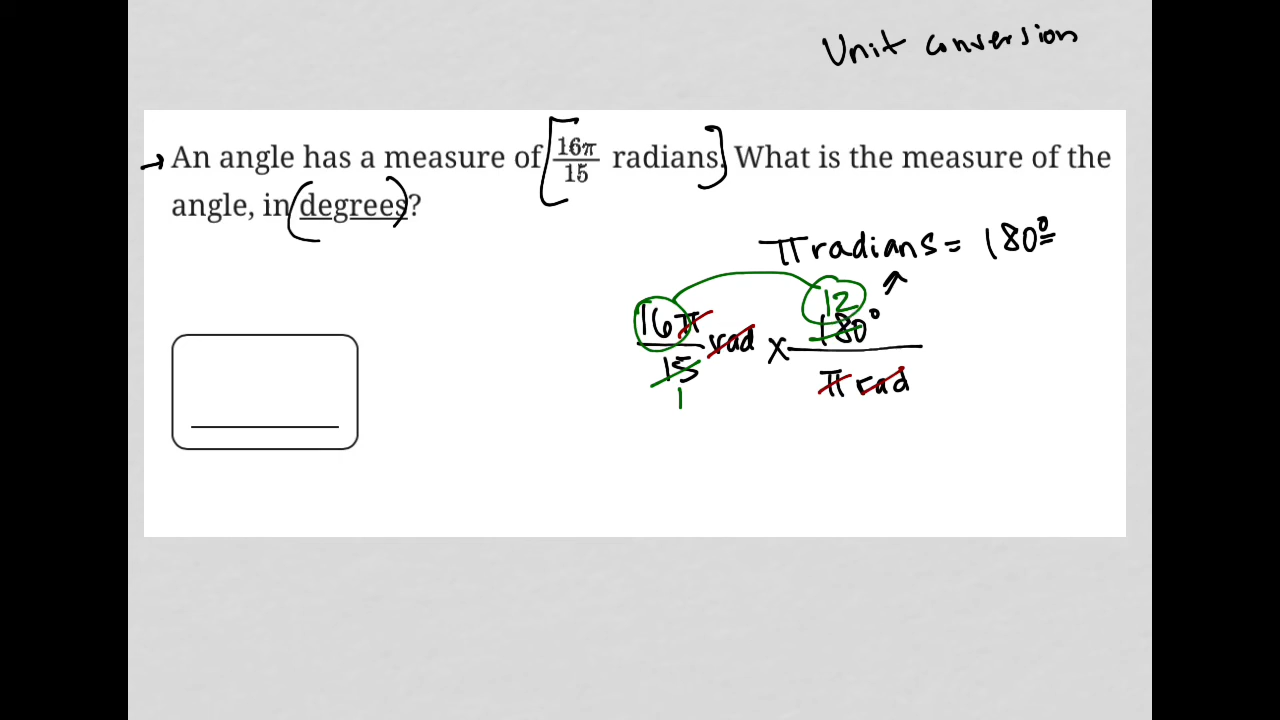 Unit conversion
An angle has a measure of 16π/15 radians. What is the measure of the
angle, in degrees?
π radians = 180°
12
16π/15 rad × 180°/π rad
1